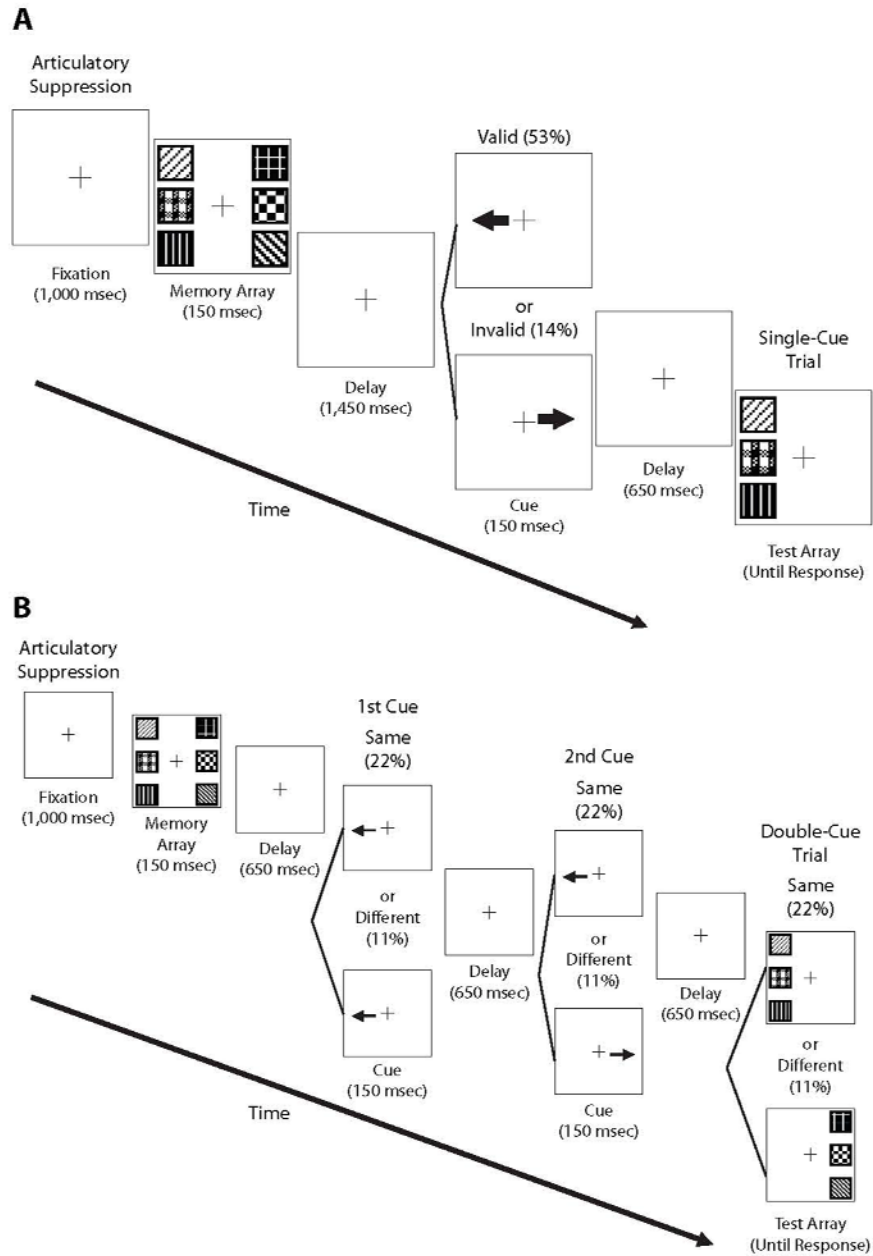 A
Articulatory
Suppression
Fixation
(1,000 msec)
Memory Array
(150 msec)
Delay
(1,450 msec)
Valid (53%)
or
Invalid (14%)
Cue
(150 msec)
Delay
(650 msec)
Single-Cue
Trial
Test Array
(Until Response)
Time
B
Articulatory
Suppression
Fixation
(1,000 msec)
Memory
Array
(150 msec)
Delay
(650 msec)
1st Cue
Same
(22%)
or
Different
(11%)
Cue
(150 msec)
Delay
(650 msec)
2nd Cue
Same
(22%)
or
Different
(11%)
Cue
(150 msec)
Delay
(650 msec)
Double-Cue
Trial
Same
(22%)
or
Different
(11%)
Test Array
(Until Response)
Time